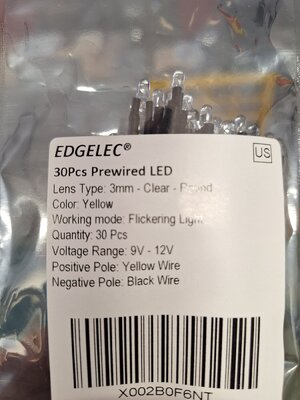 EDGELEC®
US
30Pcs Prewired LED
Lens Type: 3mm - Clear - Round
Color: Yellow
Working mode: Flickering Light
Quantity: 30 Pcs
Voltage Range: 9V - 12V
Positive Pole: Yellow Wire
Negative Pole: Black Wire
X002B0F6NT